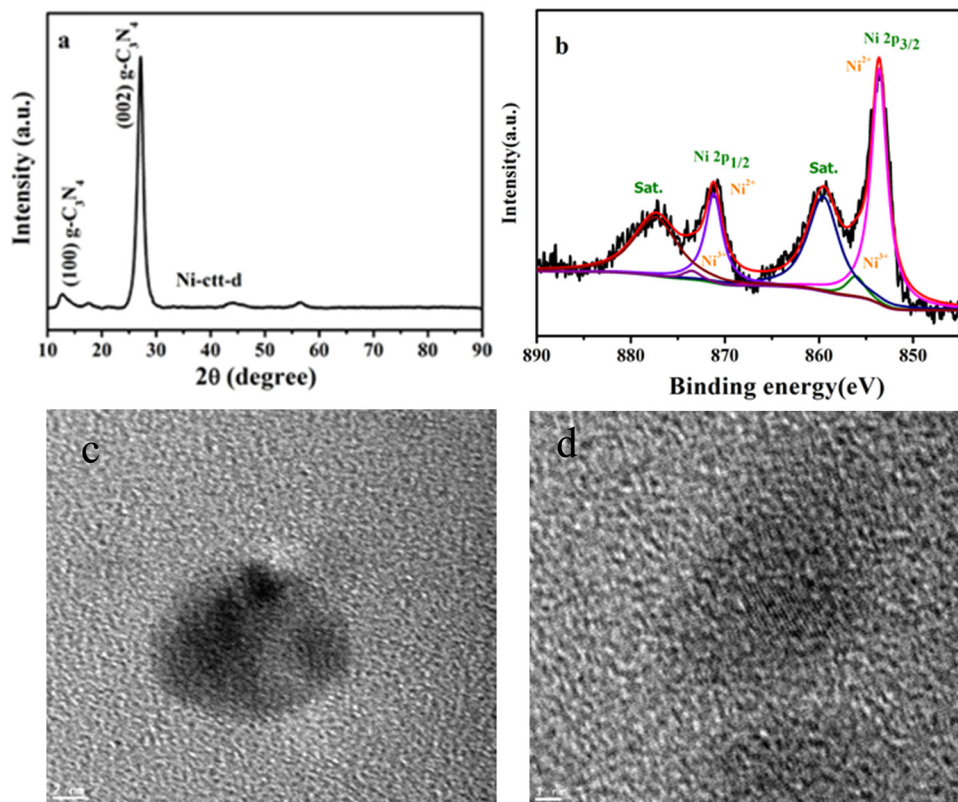 a
Intensity (a.u.)
(100) g-C₃N₄
(002) g-C₃N₄
Ni-ctt-d
10 20 30 40 50 60 70 80 90
2θ (degree)
b
Intensity(a.u.)
Ni 2p₃/₂
Ni²⁺
Ni 2p₁/₂
Sat.
Ni²⁺
Sat.
Ni³⁺
Ni³⁺
890 880 870 860 850
Binding energy(eV)
c
d